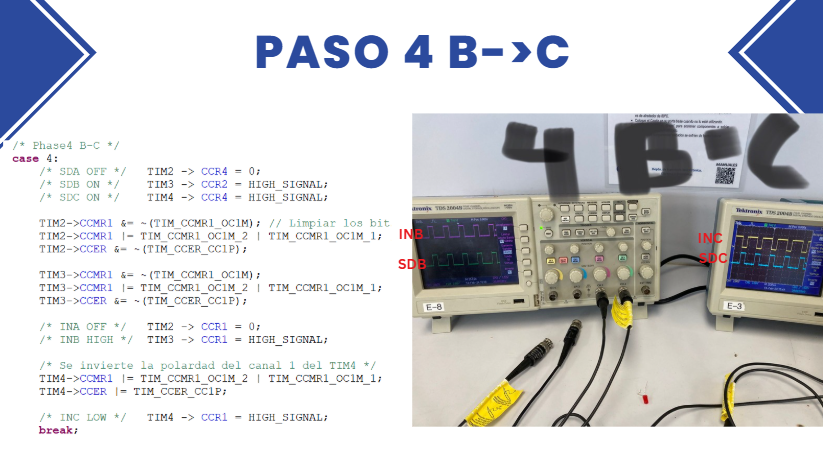 PASO 4 B->C
/* Phase4 B-C */
case 4:
/* SDA OFF */ TIM2 -> CCR4 = 0;
/* SDB ON */ TIM3 -> CCR2 = HIGH_SIGNAL;
/* SDC ON */ TIM4 -> CCR4 = HIGH_SIGNAL;
TIM2->CCMR1 &= ~(TIM_CCMR1_OC1M); // Limpiar los bit
TIM2->CCMR1 |= TIM_CCMR1_OC1M_2 | TIM_CCMR1_OC1M_1;
TIM2->CCER &= ~(TIM_CCER_CC1P);
TIM3->CCMR1 &= ~(TIM_CCMR1_OC1M);
TIM3->CCMR1 |= TIM_CCMR1_OC1M_2 | TIM_CCMR1_OC1M_1;
TIM3->CCER &= ~(TIM_CCER_CC1P);
/* INA OFF */ TIM2 -> CCR1 = 0;
/* INB HIGH */ TIM3 -> CCR1 = HIGH_SIGNAL;
/* Se invierte la polardad del canal 1 del TIM4 */
TIM4->CCMR1 |= TIM_CCMR1_OC1M_2 | TIM_CCMR1_OC1M_1;
TIM4->CCER |= TIM_CCER_CC1P;
/* INC LOW */ TIM4 -> CCR1 = HIGH_SIGNAL;
break;
4 B-C
MANUALES
Tektronix TDS 2004B
INB
SDB
E-8
Tektronix TDS 2004B
INC
SDC
E-3